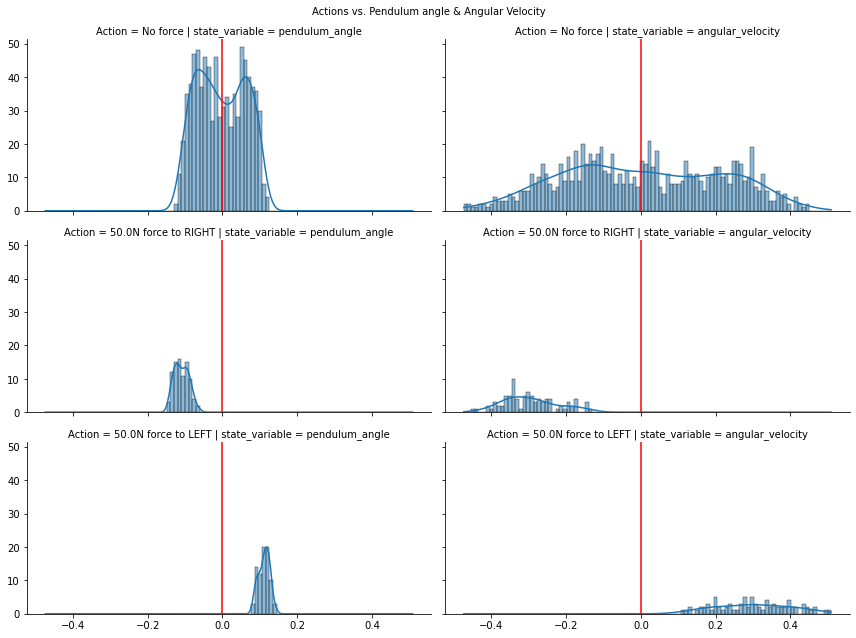 Actions vs. Pendulum angle & Angular Velocity
Action = No force | state_variable = pendulum_angle
Action = No force | state_variable = angular_velocity
50
40
30
20
10
0
Action = 50.0N force to RIGHT | state_variable = pendulum_angle
Action = 50.0N force to RIGHT | state_variable = angular_velocity
50
40
30
20
10
0
Action = 50.0N force to LEFT | state_variable = pendulum_angle
Action = 50.0N force to LEFT | state_variable = angular_velocity
50
40
30
20
10
0
−0.4 −0.2 0.0 0.2 0.4
−0.4 −0.2 0.0 0.2 0.4